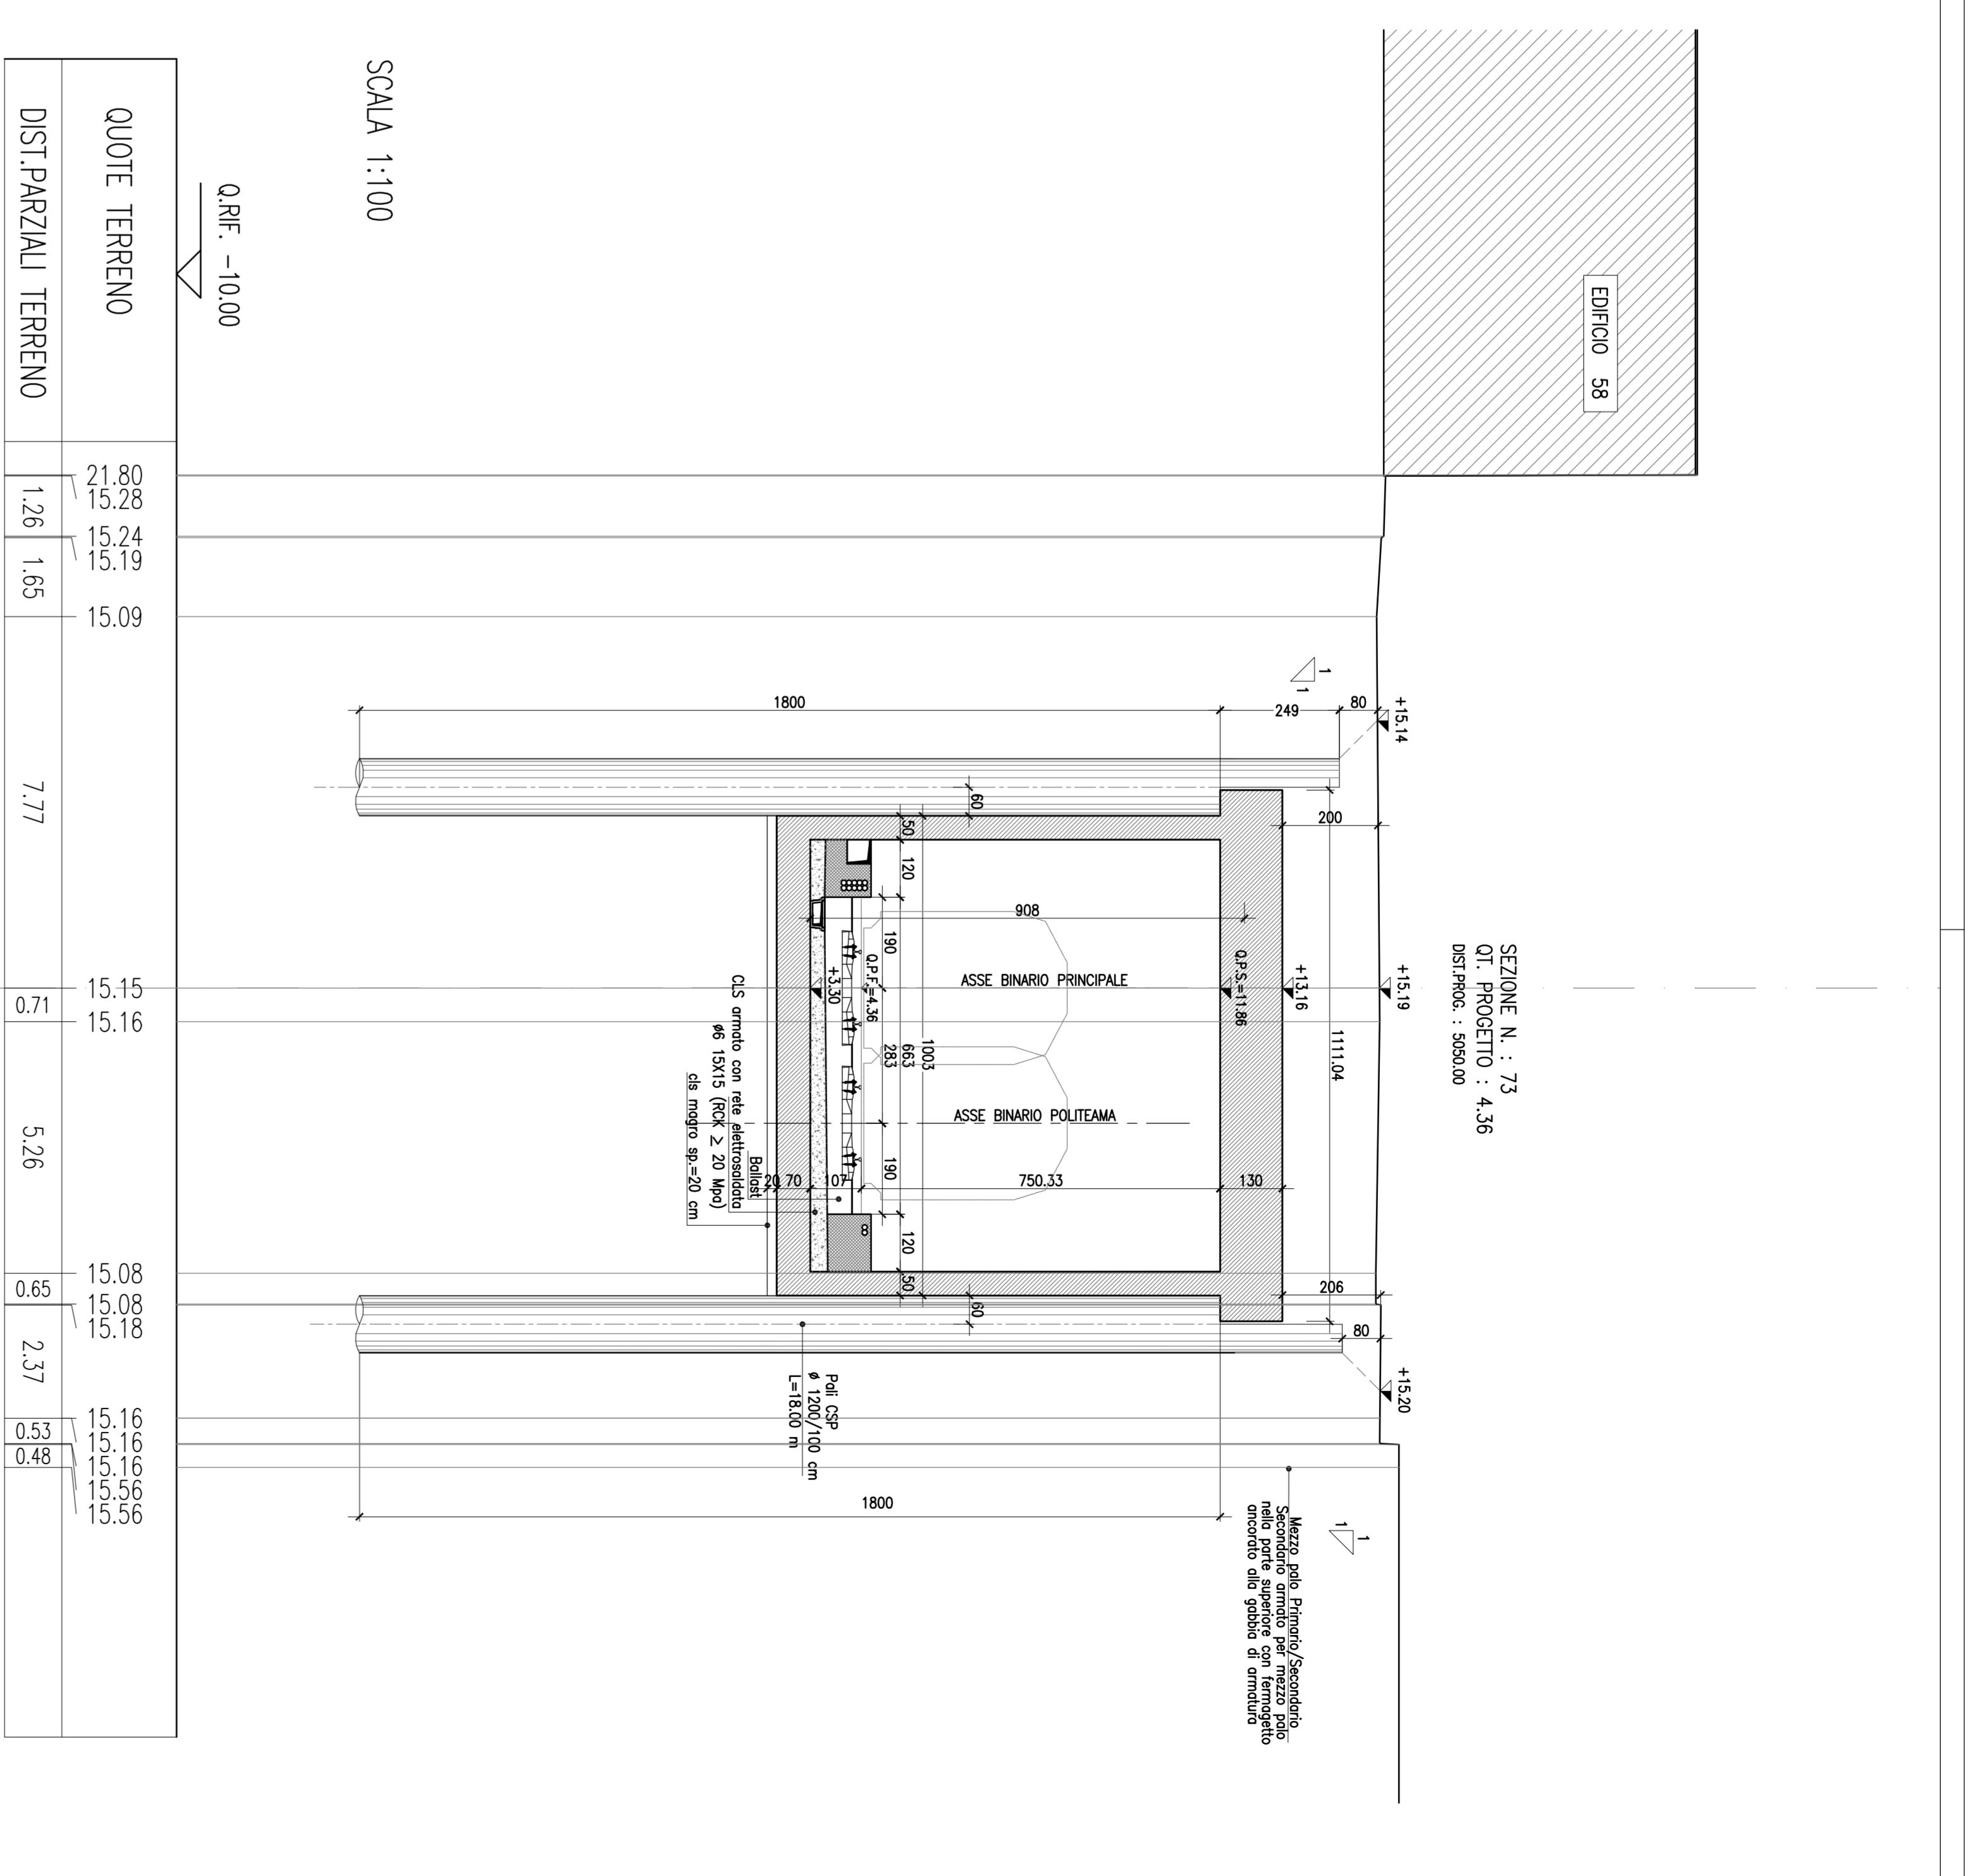 EDIFICIO 58
SEZIONE N. : 73
QT. PROGETTO : 4.36
DIST.PROG. : 5050.00
+15.14
+15.19
+15.20
80
249
1800
200
+13.16
1111.04
206
80
1
1
1
1
Mezzo palo Primario/Secondario
Secondario armato per mezzo palo
nella parte superiore con fermagetto
ancorato alla gabbia di armatura
Q.P.S.=11.86
130
908
750.33
ASSE BINARIO PRINCIPALE
ASSE BINARIO POLITEAMA
60
60
1003
663
50
120
120
50
190
283
190
Q.P.F.=4.36
+3.30
107
70
20
Ballast
CLS armato con rete elettrosaldata
ø6 15X15 (RCK ≥ 20 Mpa)
cls magro sp.=20 cm
Pali CSP
ø 1200/100 cm
L=18.00 m
1800
SCALA 1:100
Q.RIF. -10.00
QUOTE TERRENO
21.80
15.28
15.24
15.19
15.09
15.15
15.16
15.08
15.08
15.18
15.16
15.16
15.16
15.56
15.56
DIST.PARZIALI TERRENO
1.26
1.65
7.77
0.71
5.26
0.65
2.37
0.53
0.48